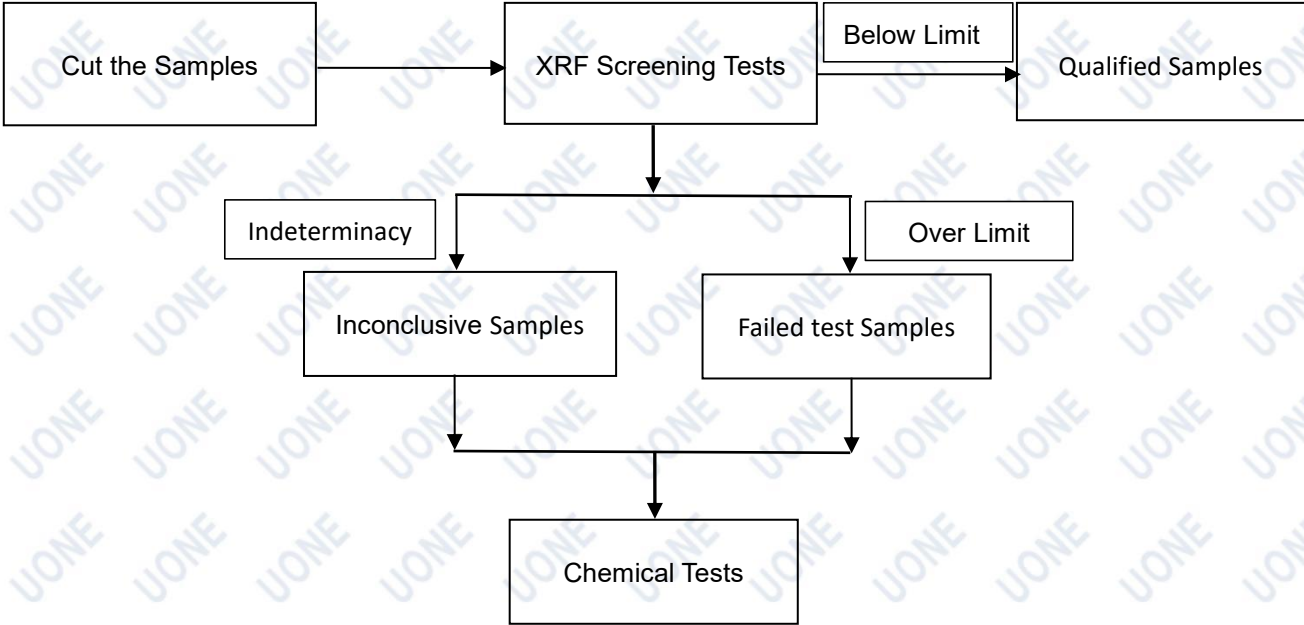 Cut the Samples
XRF Screening Tests
Below Limit
Qualified Samples
Indeterminacy
Over Limit
Inconclusive Samples
Failed test Samples
Chemical Tests
UONE